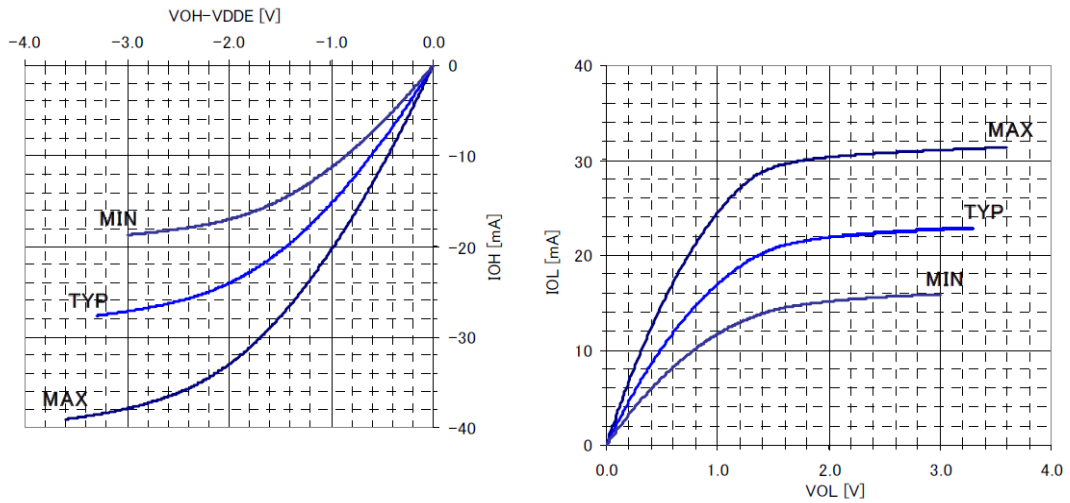 VOH-VDDE [V]
-4.0 -3.0 -2.0 -1.0 0.0
0
-10
-20
-30
-40
IOH [mA]
MIN
TYP
MAX
40
30
20
10
0
IOL [mA]
MAX
TYP
MIN
0.0 1.0 2.0 3.0 4.0
VOL [V]